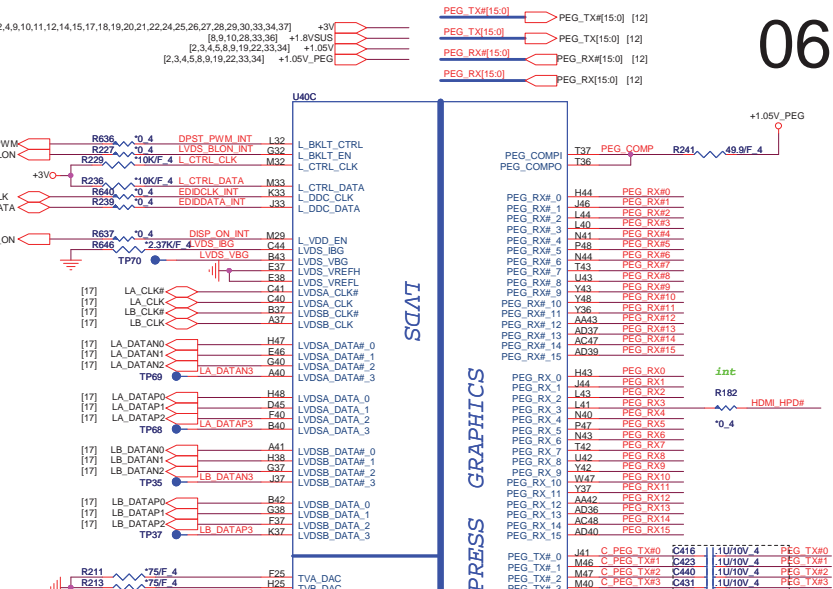 2,4,9,10,11,12,14,15,17,18,19,20,21,22,24,25,26,27,28,29,30,33,34,37] +3V
[8,9,10,28,33,36] +1.8VSUS
[2,3,4,5,8,9,19,22,33,34] +1.05V
[2,3,4,5,8,9,19,22,33,34] +1.05V_PEG
PEG_TX#[15:0] PEG_TX#[15:0] [12]
PEG_TX[15:0] PEG_TX[15:0] [12]
PEG_RX#[15:0] PEG_RX#[15:0] [12]
PEG_RX[15:0] PEG_RX[15:0] [12]
06
U40C
+1.05V_PEG
PWM R636 *0_4 DPST_PWM_INT L32 L_BKLT_CTRL
LON R227 *0_4 LVDS_BLON_INT G32 L_BKLT_EN
R229 *10K/F_4 L_CTRL_CLK M32 L_CTRL_CLK
+3V
R236 *10K/F_4 L_CTRL_DATA M33 L_CTRL_DATA
LK R640 *0_4 EDIDCLK_INT K33 L_DDC_CLK
ATA R239 *0_4 EDIDDATA_INT J33 L_DDC_DATA
_ON R637 *0_4 DISP_ON_INT M29 L_VDD_EN
R646 *2.37K/F_4 LVDS_IBG C44 LVDS_IBG
TP70 LVDS_VBG B43 LVDS_VBG
E37 LVDS_VREFH
E38 LVDS_VREFL
[17] LA_CLK# C41 LVDSA_CLK#
[17] LA_CLK C40 LVDSA_CLK
[17] LB_CLK# B37 LVDSB_CLK#
[17] LB_CLK A37 LVDSB_CLK
[17] LA_DATAN0 H47 LVDSA_DATA#_0
[17] LA_DATAN1 E46 LVDSA_DATA#_1
[17] LA_DATAN2 G40 LVDSA_DATA#_2
TP69 LA_DATAN3 A40 LVDSA_DATA#_3
[17] LA_DATAP0 H48 LVDSA_DATA_0
[17] LA_DATAP1 D45 LVDSA_DATA_1
[17] LA_DATAP2 F40 LVDSA_DATA_2
TP68 LA_DATAP3 B40 LVDSA_DATA_3
[17] LB_DATAN0 A41 LVDSB_DATA#_0
[17] LB_DATAN1 H38 LVDSB_DATA#_1
[17] LB_DATAN2 G37 LVDSB_DATA#_2
TP35 LB_DATAN3 J37 LVDSB_DATA#_3
[17] LB_DATAP0 B42 LVDSB_DATA_0
[17] LB_DATAP1 G38 LVDSB_DATA_1
[17] LB_DATAP2 F37 LVDSB_DATA_2
TP37 LB_DATAP3 K37 LVDSB_DATA_3
R211 *75/F_4 F25 TVA_DAC
R213 *75/F_4 H25 TVB_DAC
LVDS
PRESS GRAPHICS
PEG_COMPI T37 PEG_COMP R241 49.9/F_4
PEG_COMPO T36
PEG_RX#_0 H44 PEG_RX#0
PEG_RX#_1 J46 PEG_RX#1
PEG_RX#_2 L44 PEG_RX#2
PEG_RX#_3 L40 PEG_RX#3
PEG_RX#_4 N41 PEG_RX#4
PEG_RX#_5 P48 PEG_RX#5
PEG_RX#_6 N44 PEG_RX#6
PEG_RX#_7 T43 PEG_RX#7
PEG_RX#_8 U43 PEG_RX#8
PEG_RX#_9 Y43 PEG_RX#9
PEG_RX#_10 Y48 PEG_RX#10
PEG_RX#_11 Y36 PEG_RX#11
PEG_RX#_12 AA43 PEG_RX#12
PEG_RX#_13 AD37 PEG_RX#13
PEG_RX#_14 AC47 PEG_RX#14
PEG_RX#_15 AD39 PEG_RX#15
PEG_RX_0 H43 PEG_RX0
PEG_RX_1 J44 PEG_RX1
PEG_RX_2 L43 PEG_RX2
PEG_RX_3 L41 PEG_RX3
PEG_RX_4 N40 PEG_RX4
PEG_RX_5 P47 PEG_RX5
PEG_RX_6 N43 PEG_RX6
PEG_RX_7 T42 PEG_RX7
PEG_RX_8 U42 PEG_RX8
PEG_RX_9 Y42 PEG_RX9
PEG_RX_10 W47 PEG_RX10
PEG_RX_11 Y37 PEG_RX11
PEG_RX_12 AA42 PEG_RX12
PEG_RX_13 AD36 PEG_RX13
PEG_RX_14 AC48 PEG_RX14
PEG_RX_15 AD40 PEG_RX15
int
R182 HDMI_HPD#
*0_4
PEG_TX#_0 J41 C_PEG_TX#0 C416 .1U/10V_4 PEG_TX#0
PEG_TX#_1 M46 C_PEG_TX#1 C423 .1U/10V_4 PEG_TX#1
PEG_TX#_2 M47 C_PEG_TX#2 C440 .1U/10V_4 PEG_TX#2
PEG_TX#_3 M40 C_PEG_TX#3 C431 .1U/10V_4 PEG_TX#3